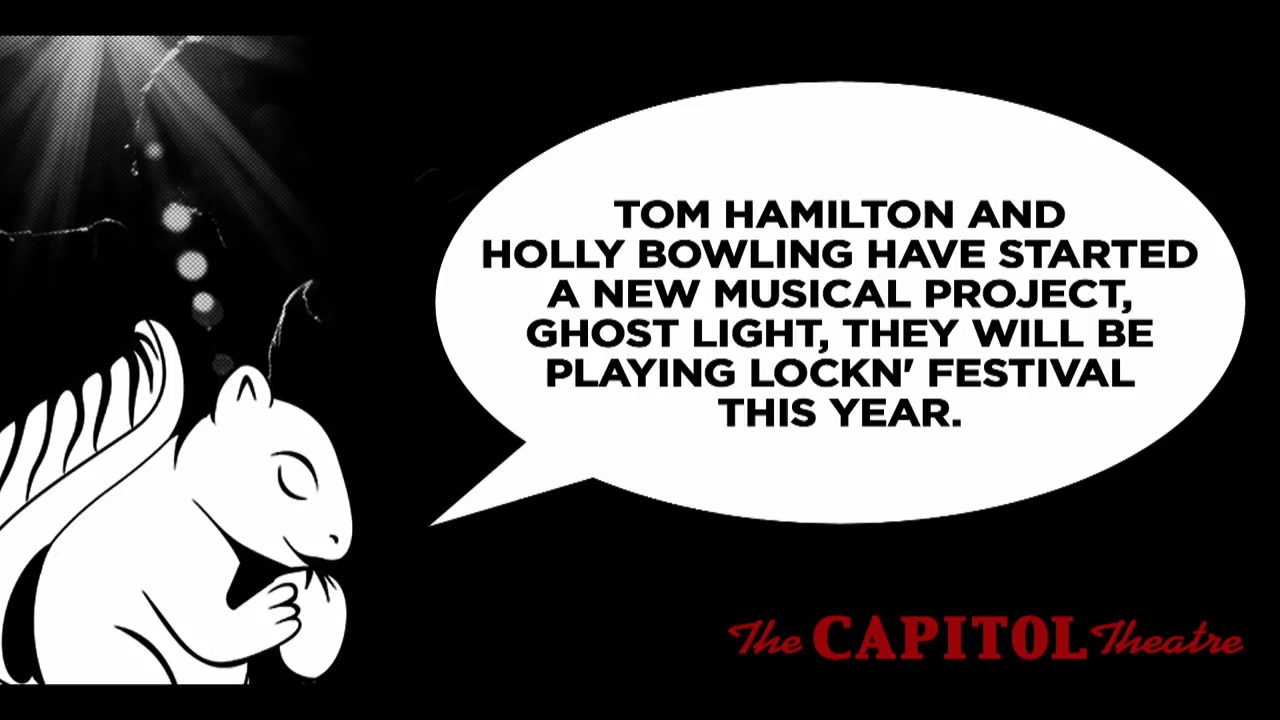 TOM HAMILTON AND
HOLLY BOWLING HAVE STARTED
A NEW MUSICAL PROJECT,
GHOST LIGHT, THEY WILL BE
PLAYING LOCKN' FESTIVAL
THIS YEAR.
The CAPITOL Theatre